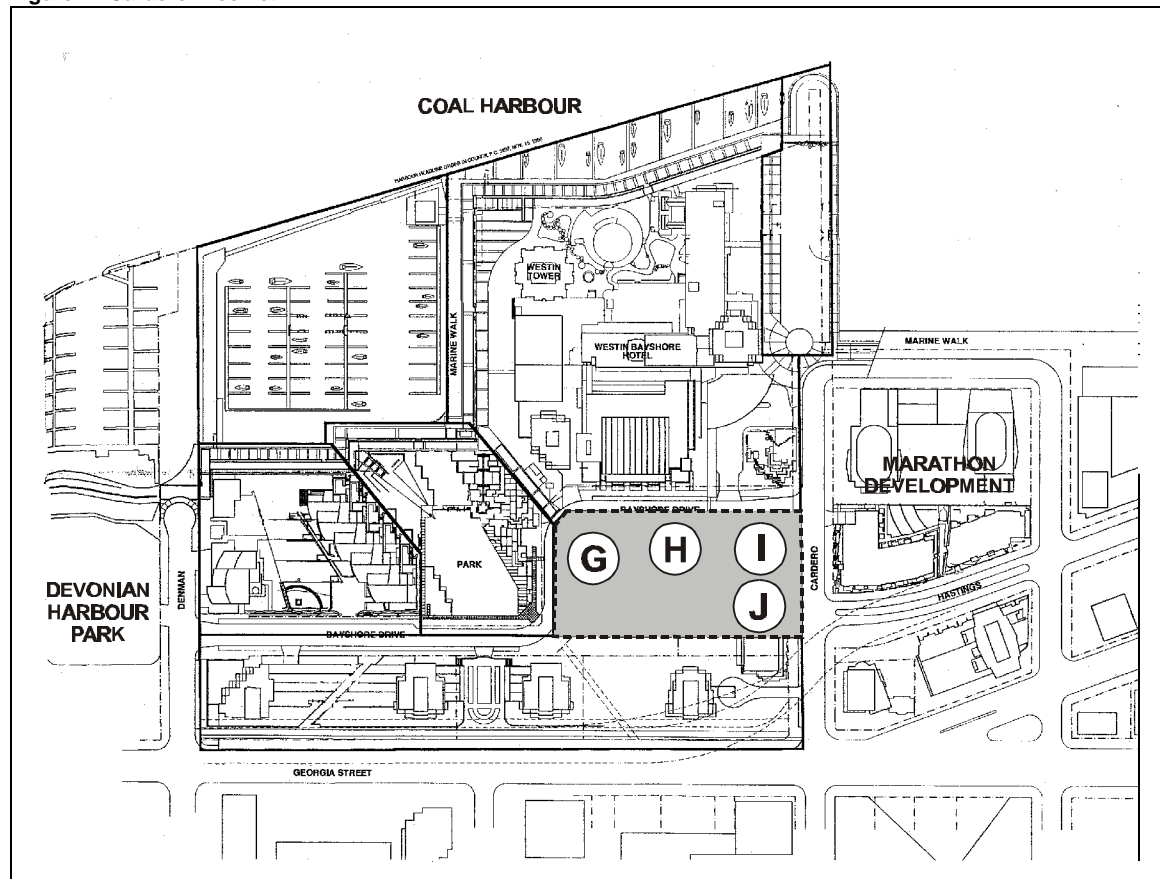 COAL HARBOUR
WESTIN
TOWER
MARINE WALK
WESTIN BAYSHORE
HOTEL
MARINE WALK
MARATHON
DEVELOPMENT
BAYSHORE DRIVE
G
H
I
J
PARK
CARDERO
HASTINGS
DEVONIAN
HARBOUR
PARK
DENMAN
BAYSHORE DRIVE
GEORGIA STREET